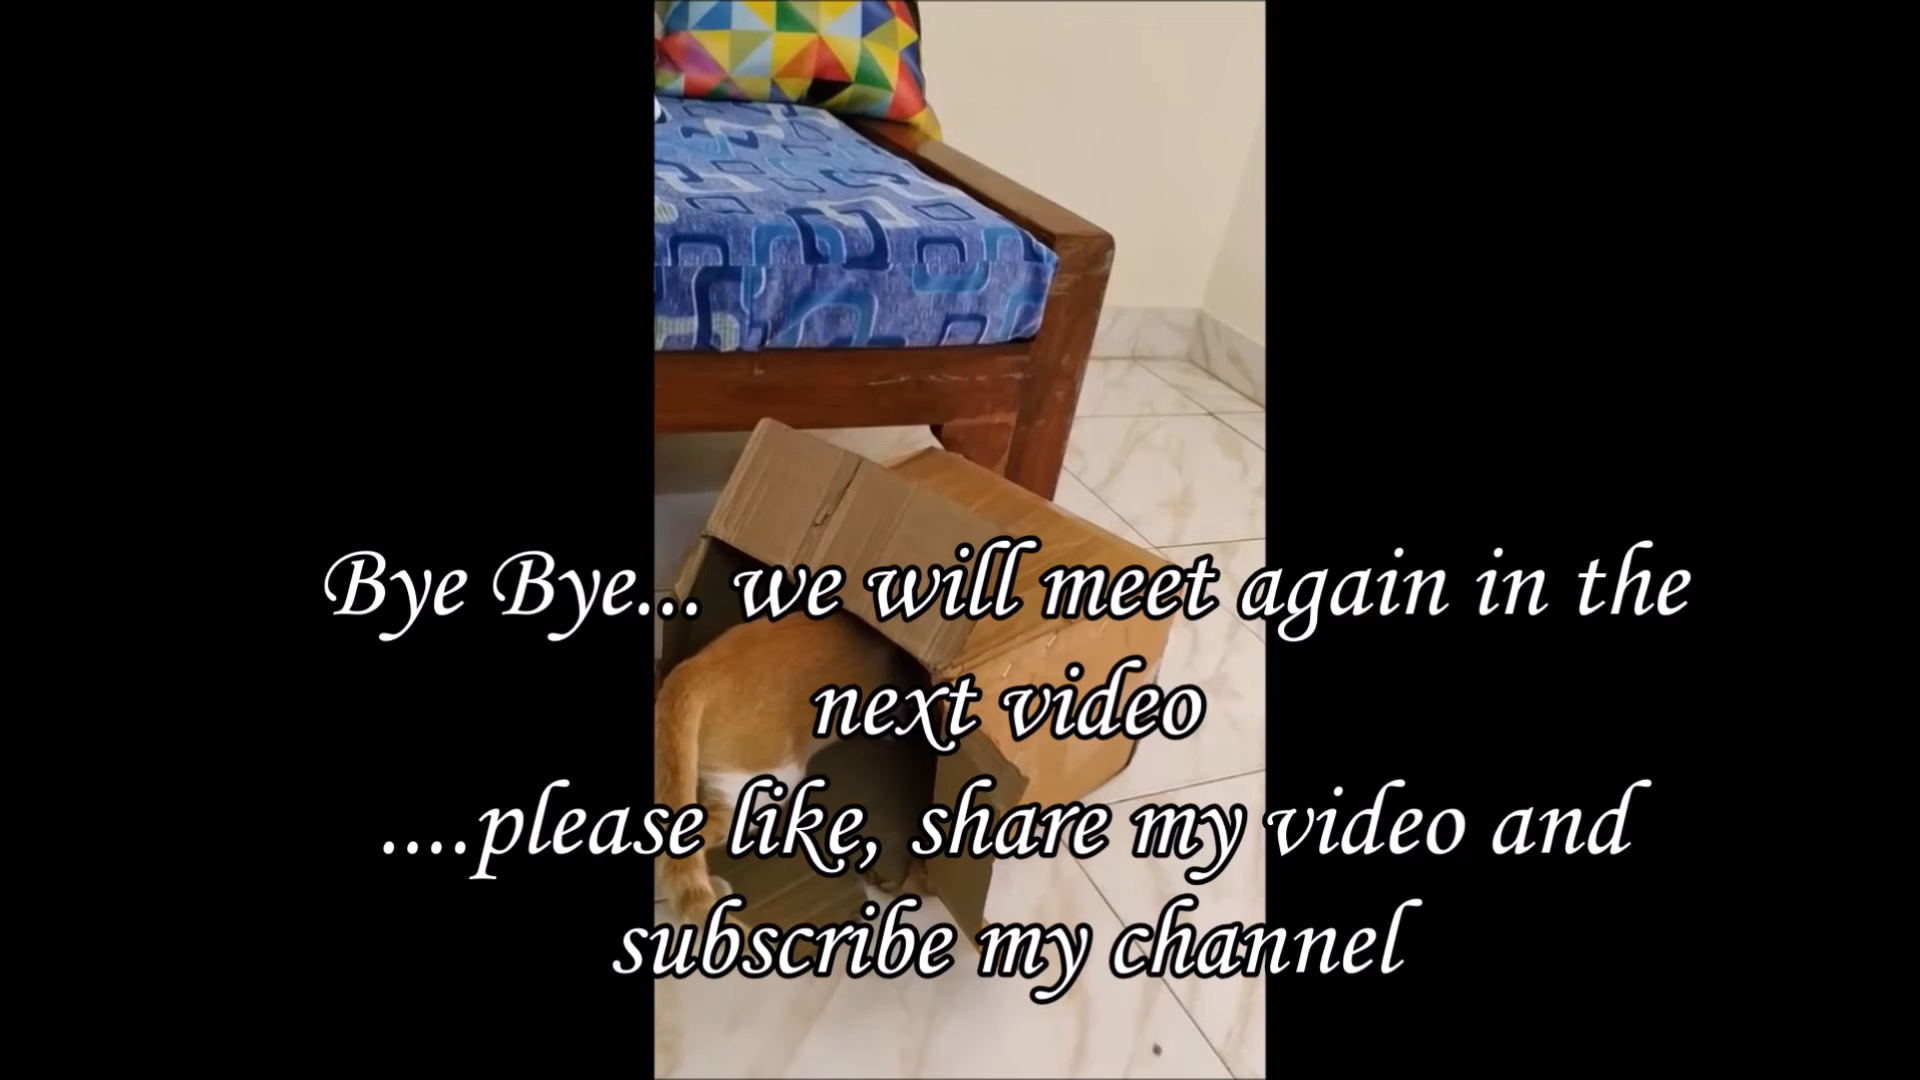 Bye Bye... we will meet again in the
next video
....please like, share my video and
subscribe my channel